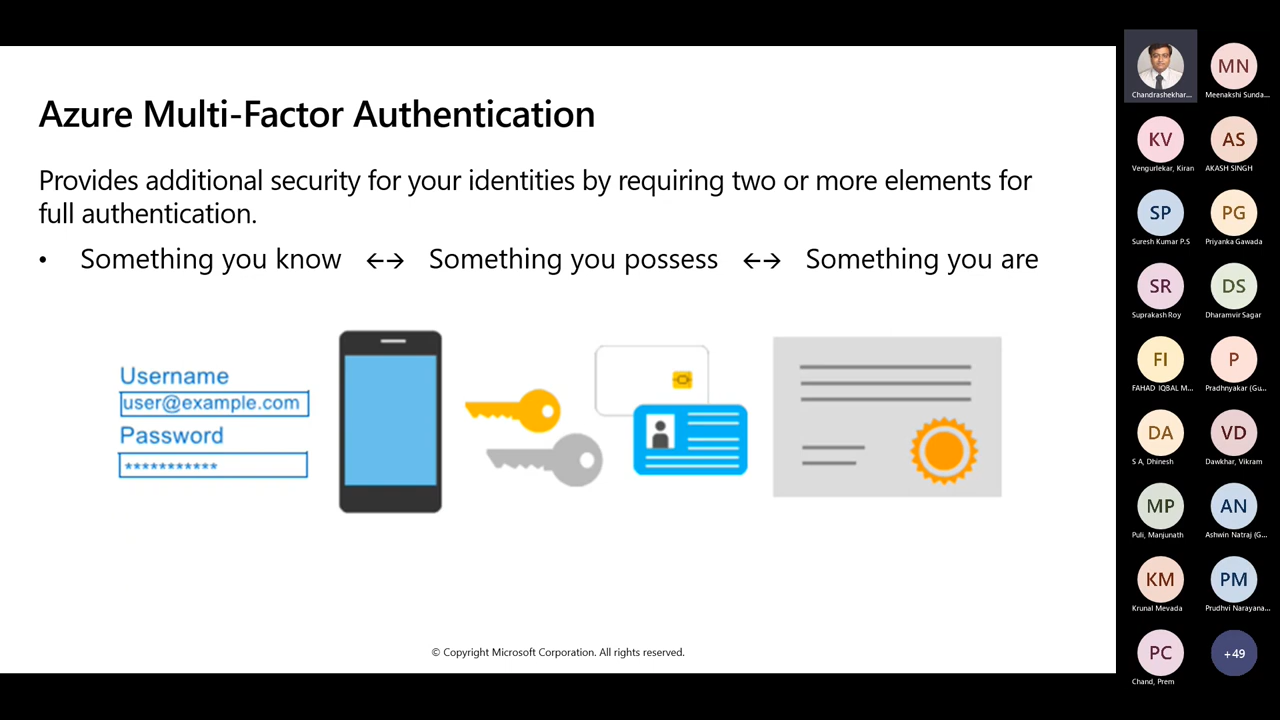 Azure Multi-Factor Authentication
Provides additional security for your identities by requiring two or more elements for
full authentication.
• Something you know ↔ Something you possess ↔ Something you are
Username
user@example.com
Password
***********
© Copyright Microsoft Corporation. All rights reserved.
Chandrashekhar...
MN
Meenakshi Sunda...
KV
Vengurlekar, Kiran
AS
AKASH SINGH
SP
Suresh Kumar P.S
PG
Priyanka Gawada
SR
Suprakash Roy
DS
Dharamvir Sagar
FI
FAHAD IQBAL M...
P
Pradhnyakar (Gu...
DA
S A, Dhinesh
VD
Dawkhar, Vikram
MP
Puli, Manjunath
AN
Ashwin Natraj (G...
KM
Krunal Mevada
PM
Prudhvi Narayana...
PC
Chand, Prem
+49